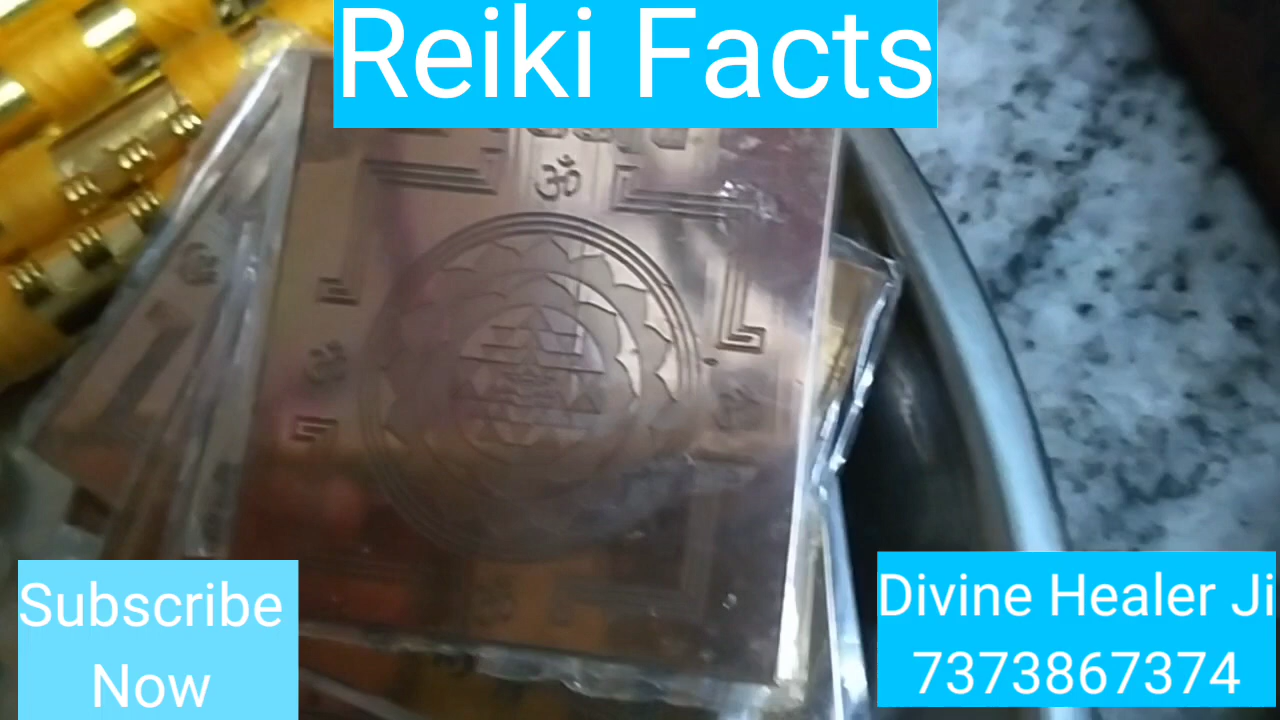 Reiki Facts
ॐ
Subscribe
Now
Divine Healer Ji
7373867374